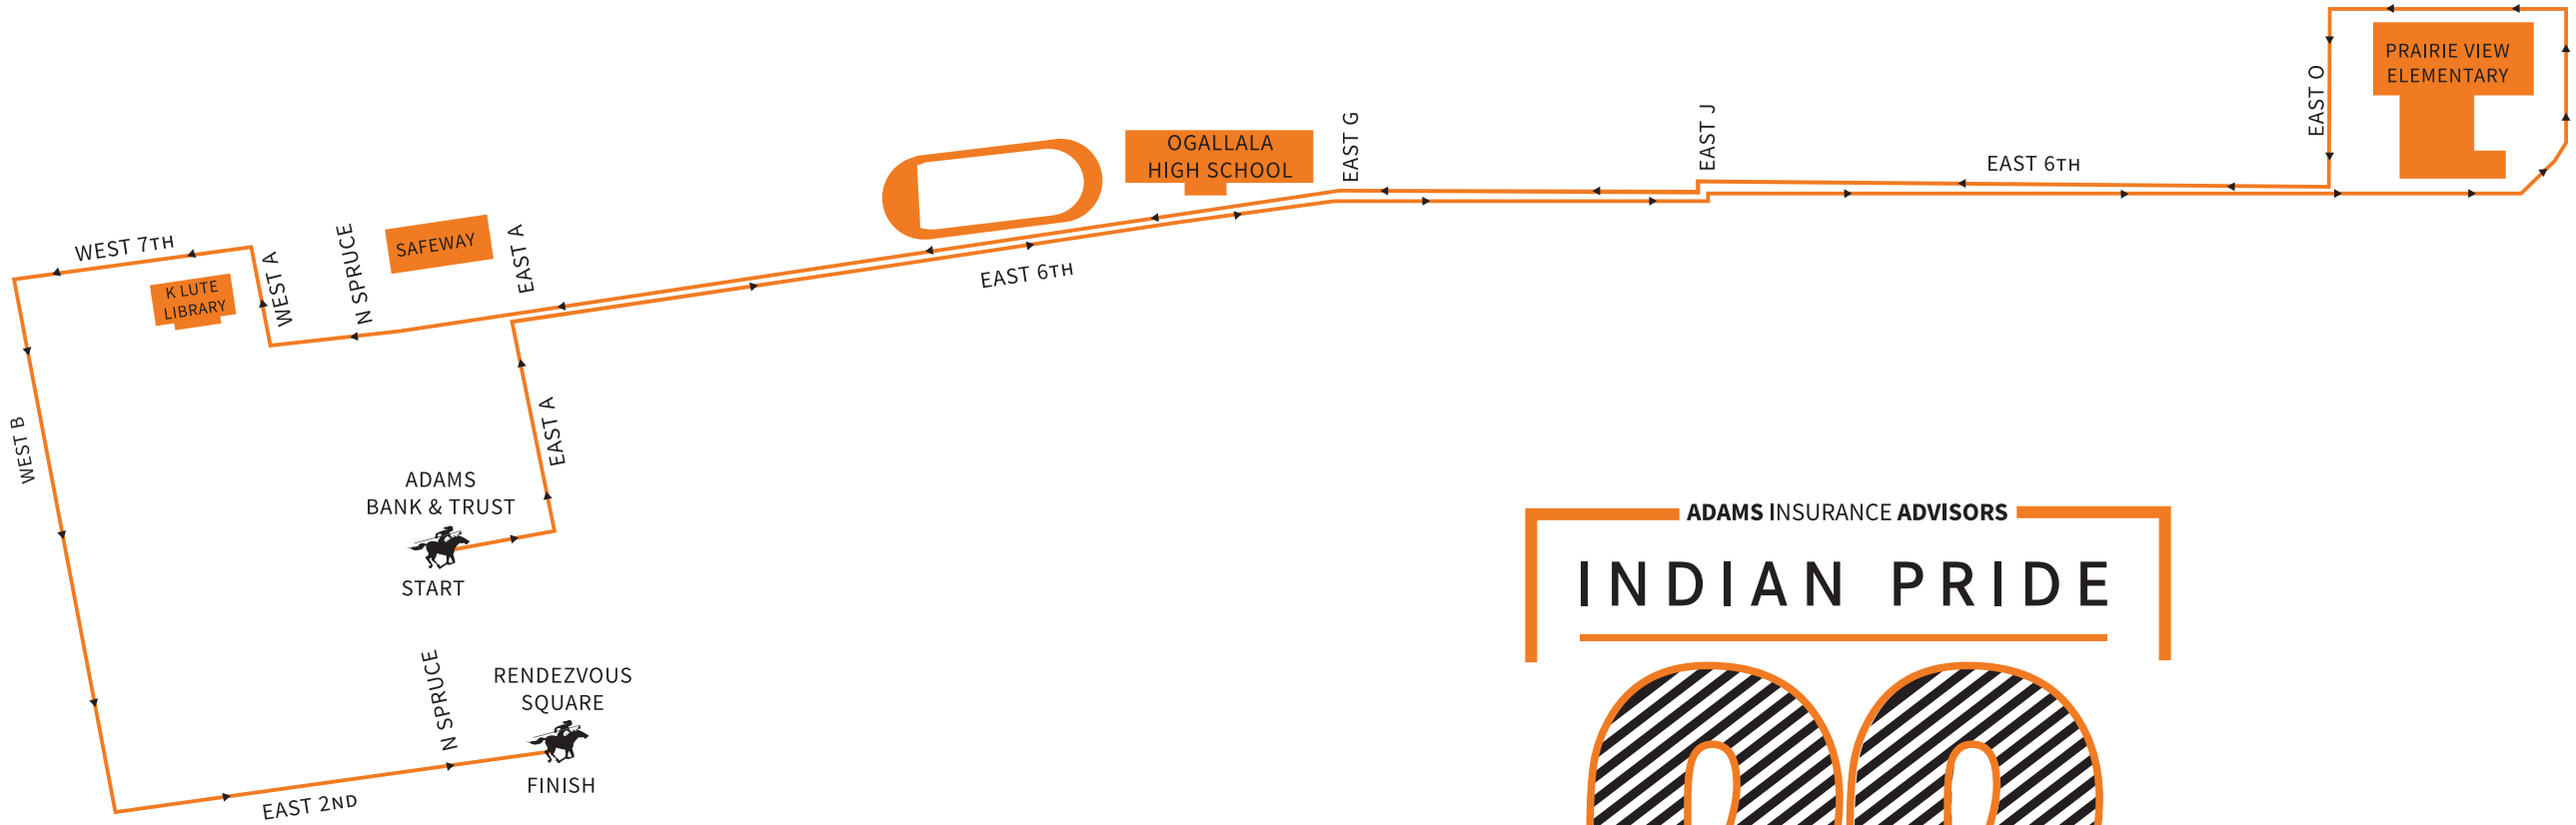 PRAIRIE VIEW
ELEMENTARY
EAST O
EAST J
EAST G
OGALLALA
HIGH SCHOOL
EAST 6TH
EAST 6TH
EAST A
SAFEWAY
N SPRUCE
WEST A
WEST 7TH
K LUTE
LIBRARY
WEST B
EAST A
ADAMS
BANK & TRUST
START
N SPRUCE
RENDEZVOUS
SQUARE
FINISH
EAST 2ND
ADAMS INSURANCE ADVISORS
INDIAN PRIDE